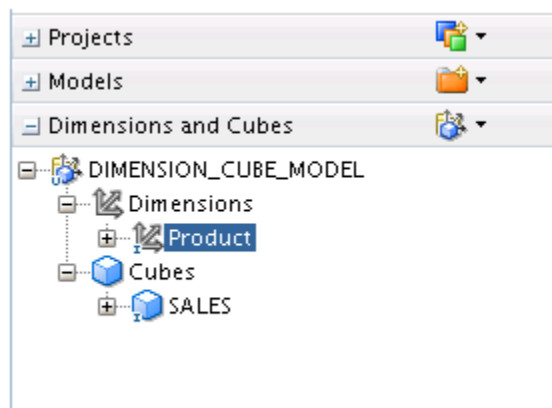 Projects
Models
Dimensions and Cubes
DIMENSION_CUBE_MODEL
Dimensions
Product
Cubes
SALES